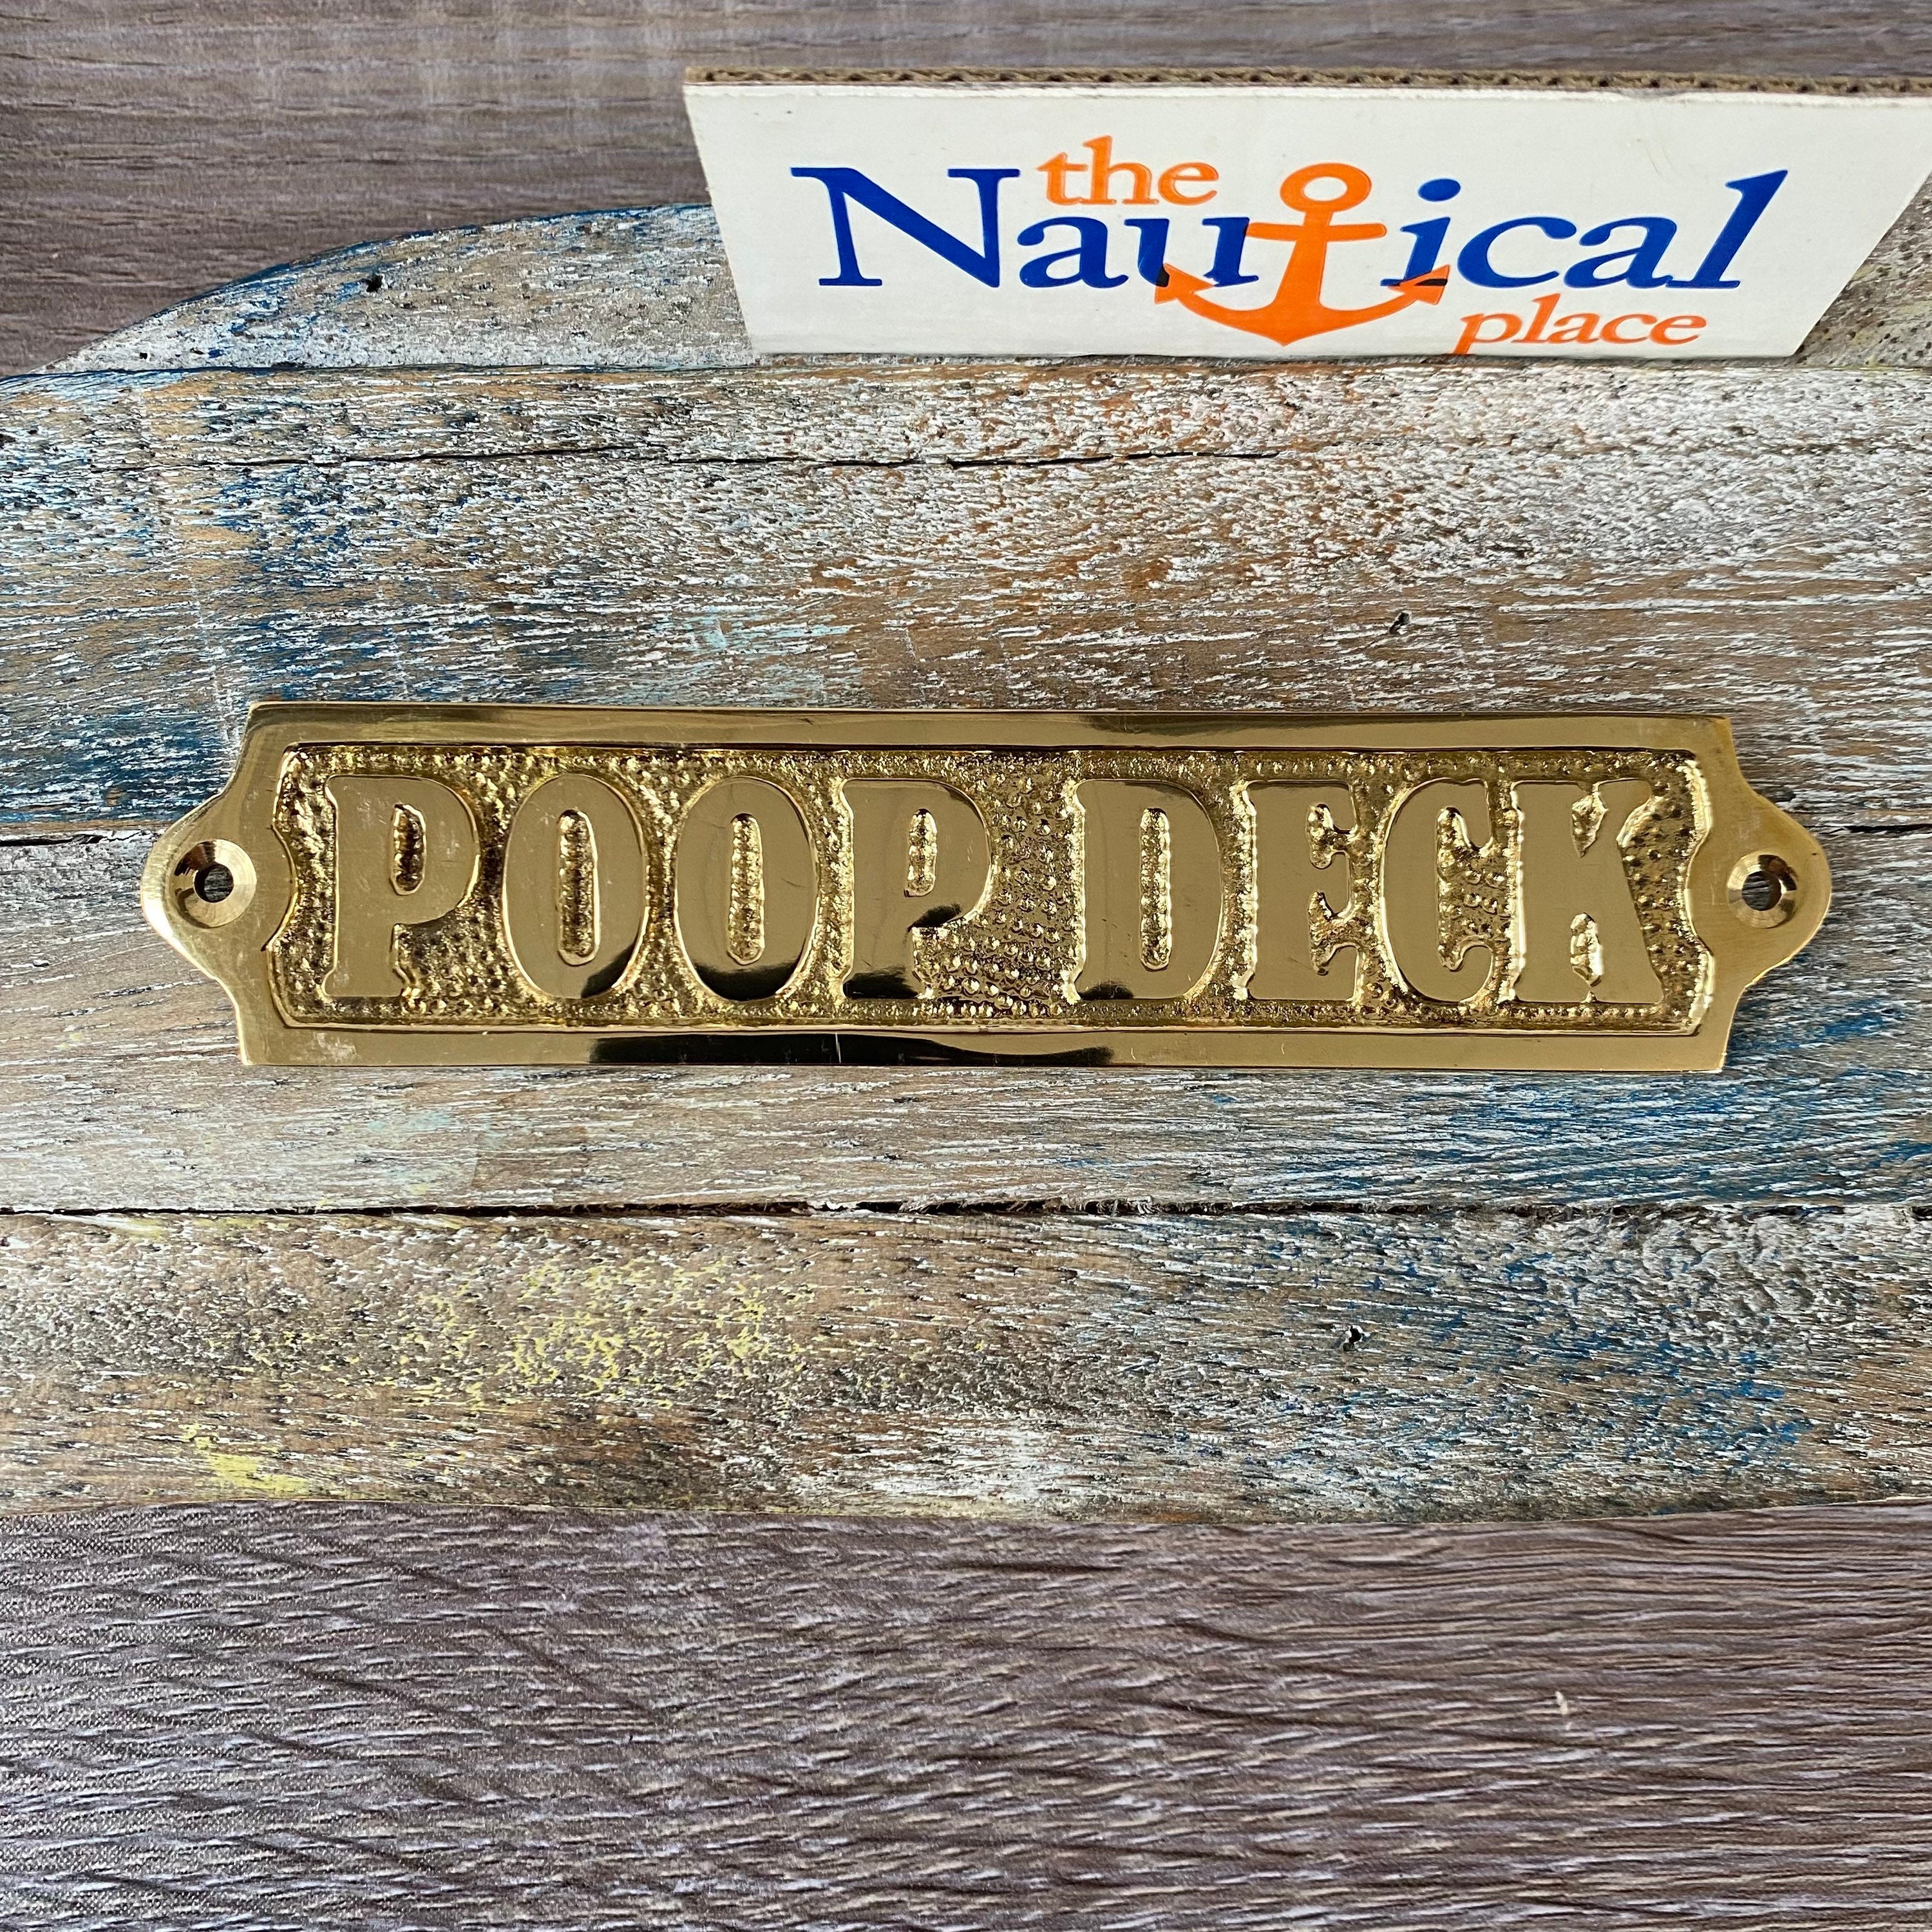 the
Nautical
place
POOP DECK